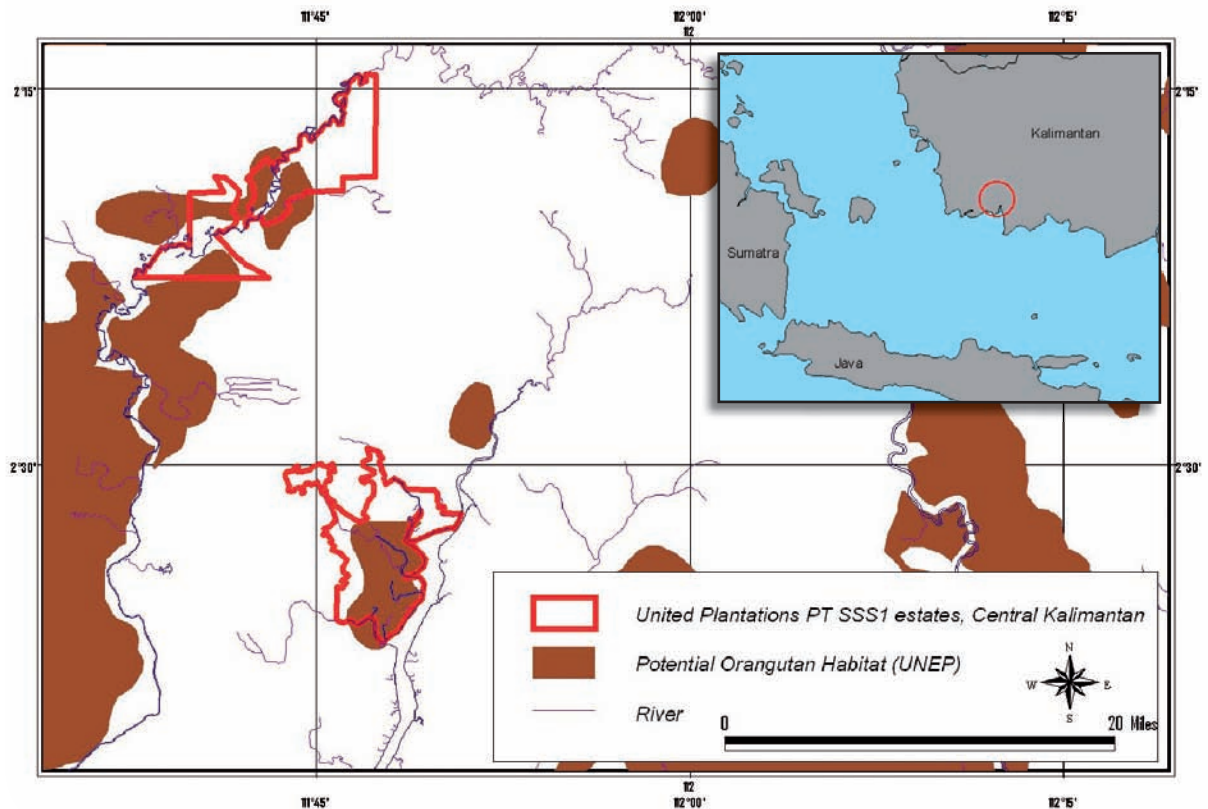 111°45'
112°00'
112
112°15'
2°15'
2°15'
Kalimantan
Sumatra
Java
2°30'
2°30'
United Plantations PT SSS1 estates, Central Kalimantan
Potential Orangutan Habitat (UNEP)
River
N
W
E
S
0
20 Miles
111°45'
112
112°00'
112°15'